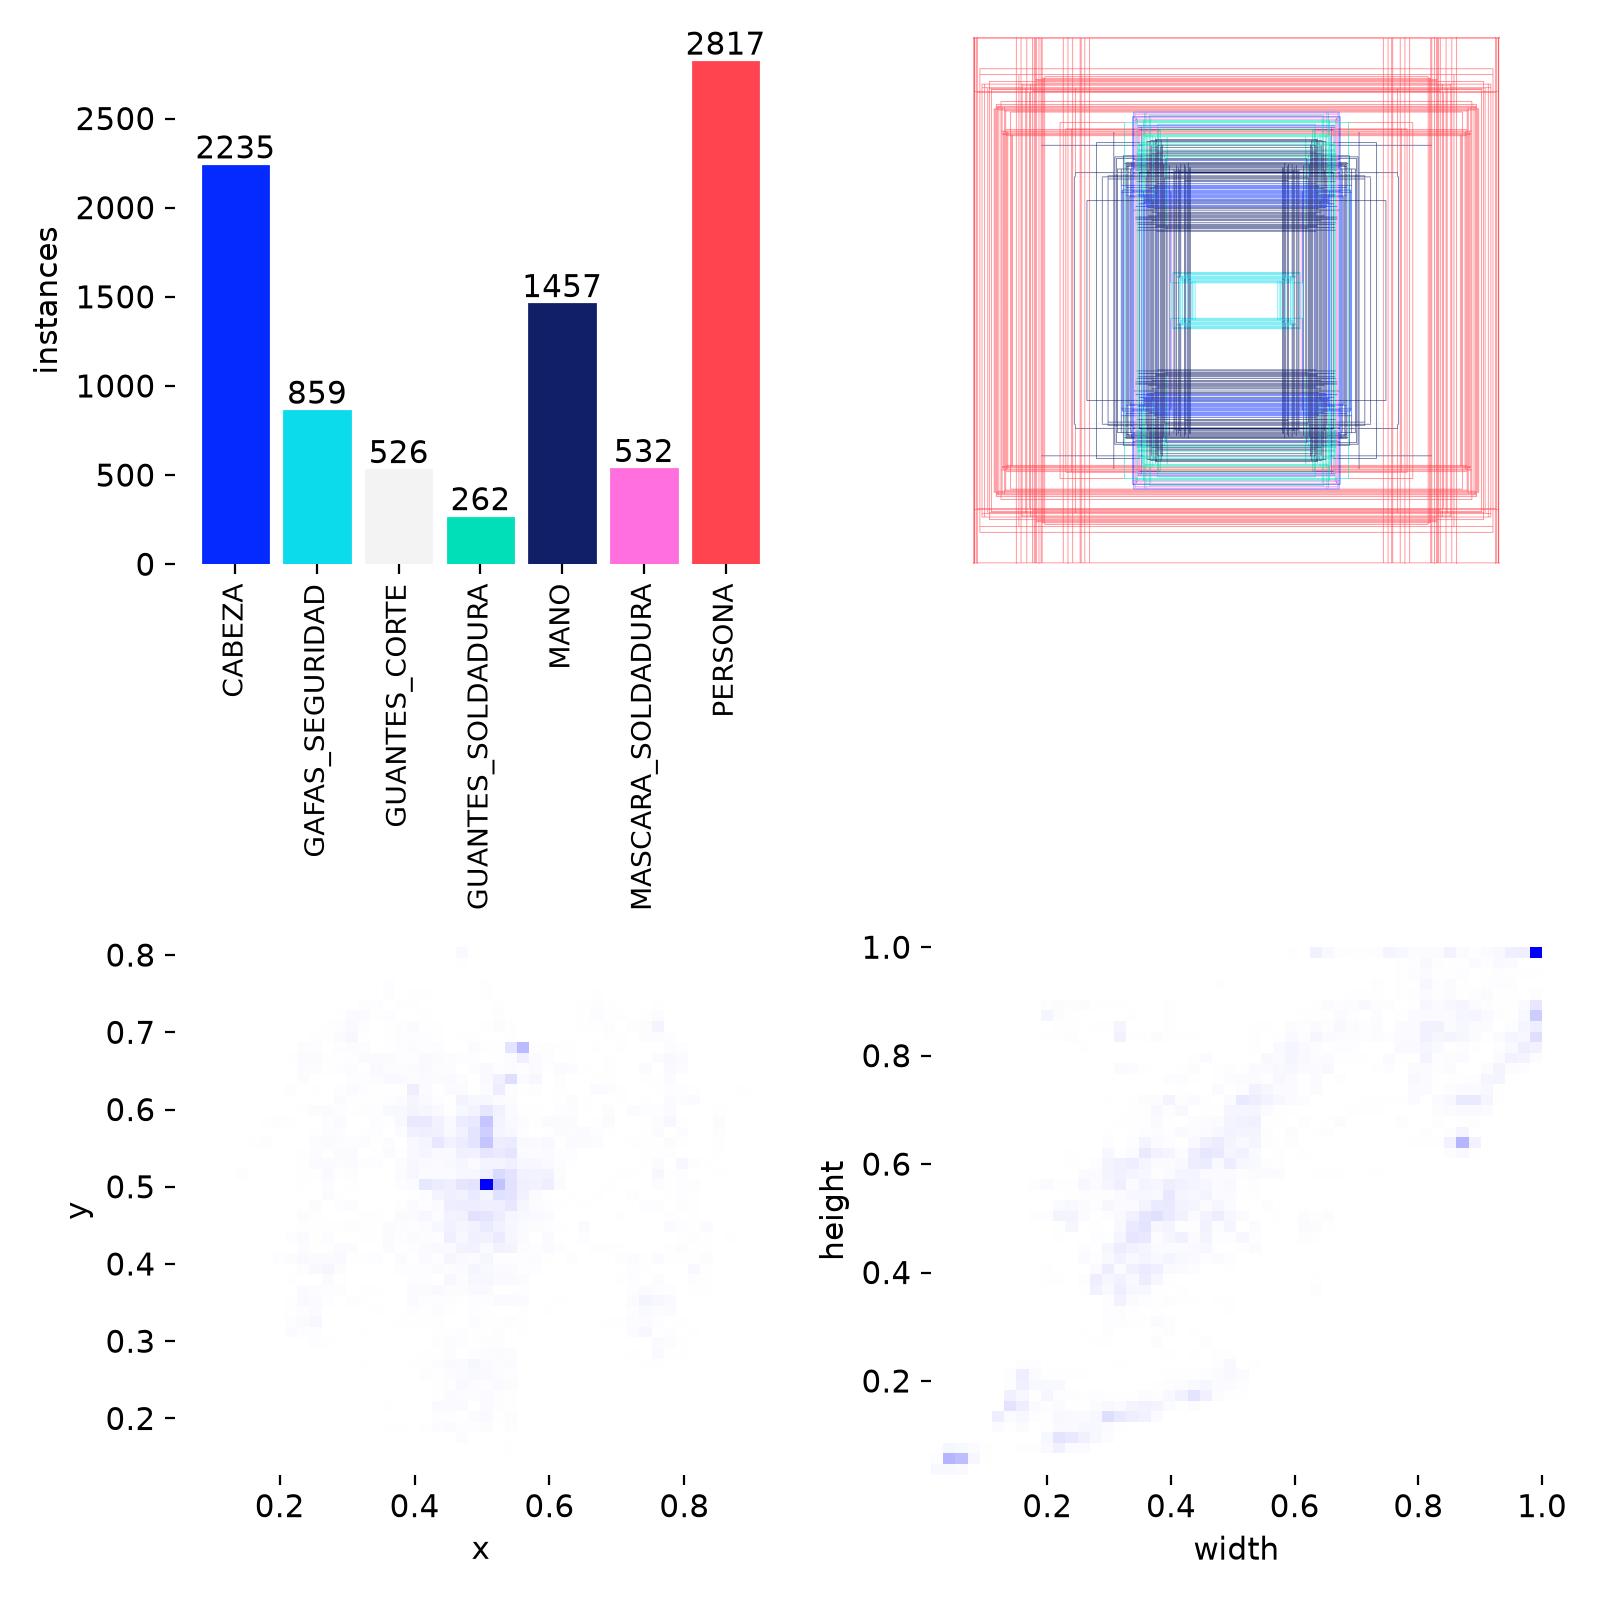 2817
2500
2235
2000
instances
1500
1457
1000
859
526
532
500
262
0
CABEZA
GAFAS_SEGURIDAD
GUANTES_CORTE
GUANTES_SOLDADURA
MANO
MASCARA_SOLDADURA
PERSONA
0.8
0.7
0.6
0.5
y
0.4
0.3
0.2
0.2 0.4 0.6 0.8
x
1.0
0.8
0.6
height
0.4
0.2
0.2 0.4 0.6 0.8 1.0
width